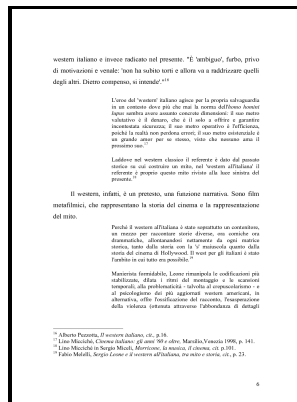 western italiano e invece radicato nel presente. "È 'ambiguo', furbo, privo
di motivazioni e venale: 'non ha subito torti e allora va a raddrizzare quelli
degli altri. Dietro compenso, si intende'."¹⁶
L'eroe del 'western' italiano agisce per la propria salvaguardia
in un contesto dove più che mai la norma dell'homo homini
lupus sembra avere assunto concrete dimensioni: il suo metro
valutativo è il denaro, che è il solo a offrire e garantire
incontestata sicurezza; il suo metro operativo è l'efficienza,
poiché la realtà non perdona errori; il suo metro esistenziale è
un grande amor per se stesso, visto che nessuno ama il
prossimo suo.¹⁷
Laddove nel western classico il referente è dato dal passato
storico su cui costruire un mito, nel 'western all'italiana' il
referente è proprio questo mito rivisto alla luce sinistra del
presente.¹⁸
Il western, infatti, è un pretesto, una funzione narrativa. Sono film
metafilmici, che rappresentano la storia del cinema e la rappresentazione
del mito.
Perché il western all'italiana è stato soprattutto un contenitore,
un mezzo per raccontare storie diverse, ora comiche ora
drammatiche, allontanandosi nettamente da ogni matrice
storica, tanto dalla storia con la 's' minuscola quanto dalla
storia del cinema di Hollywood. Il west per gli italiani è stato
l'ambito in cui tutto era possibile.¹⁹
Manierista formidabile, Leone rimapola le codificazioni più
stabilizzate, dilata i ritmi del montaggio e le scansioni
temporali, alla problematicità - talvolta al crepuscolarismo - e
al psicologismo dei più aggiornati western americani, in
alternativa, offre l'ossificazione del racconto, l'esasperazione
della violenza (ottenuta attraverso l'abbondanza di dettagli
¹⁶ Alberto Pezzotta, Il western italiano, cit., p.16.
¹⁷ Lino Miccichè, Cinema italiano: gli anni '60 e oltre, Marsilio,Venezia 1998, p. 141.
¹⁸ Lino Miccichè in Sergio Miceli, Morricone, la musica, il cinema, cit. p.101.
¹⁹ Fabio Melelli, Sergio Leone e il western all'italiana, tra mito e storia, cit., p. 23.
6